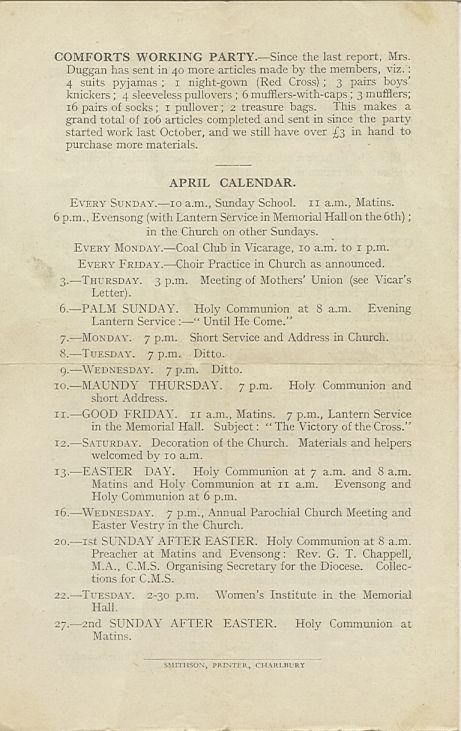 COMFORTS WORKING PARTY.—Since the last report, Mrs.
Duggan has sent in 40 more articles made by the members, viz. :
4 suits pyjamas ; 1 night-gown (Red Cross) ; 3 pairs boys'
knickers ; 4 sleeveless pullovers ; 6 mufflers-with-caps ; 3 mufflers;
16 pairs of socks ; 1 pullover ; 2 treasure bags. This makes a
grand total of 106 articles completed and sent in since the party
started work last October, and we still have over £3 in hand to
purchase more materials.
APRIL CALENDAR.
EVERY SUNDAY.—10 a.m., Sunday School. 11 a.m., Matins.
6 p.m., Evensong (with Lantern Service in Memorial Hall on the 6th) ;
in the Church on other Sundays.
EVERY MONDAY.—Coal Club in Vicarage, 10 a.m. to 1 p.m.
EVERY FRIDAY.—Choir Practice in Church as announced.
3.—THURSDAY. 3 p.m. Meeting of Mothers' Union (see Vicar's
Letter).
6.—PALM SUNDAY. Holy Communion at 8 a.m. Evening
Lantern Service :—" Until He Come."
7.—MONDAY. 7 p.m. Short Service and Address in Church.
8.—TUESDAY. 7 p.m. Ditto.
9.—WEDNESDAY. 7 p.m. Ditto.
10.—MAUNDY THURSDAY. 7 p.m. Holy Communion and
short Address.
11.—GOOD FRIDAY. 11 a.m., Matins. 7 p.m., Lantern Service
in the Memorial Hall. Subject : " The Victory of the Cross."
12.—SATURDAY. Decoration of the Church. Materials and helpers
welcomed by 10 a.m.
13.—EASTER DAY. Holy Communion at 7 a.m. and 8 a.m.
Matins and Holy Communion at 11 a.m. Evensong and
Holy Communion at 6 p.m.
16.—WEDNESDAY. 7 p.m., Annual Parochial Church Meeting and
Easter Vestry in the Church.
20.—1st SUNDAY AFTER EASTER. Holy Communion at 8 a.m.
Preacher at Matins and Evensong : Rev. G. T. Chappell,
M.A., C.M.S. Organising Secretary for the Diocese. Collec-
tions for C.M.S.
22.—TUESDAY. 2-30 p.m. Women's Institute in the Memorial
Hall.
27.—2nd SUNDAY AFTER EASTER. Holy Communion at
Matins.
SMITHSON, PRINTER, CHARLBURY